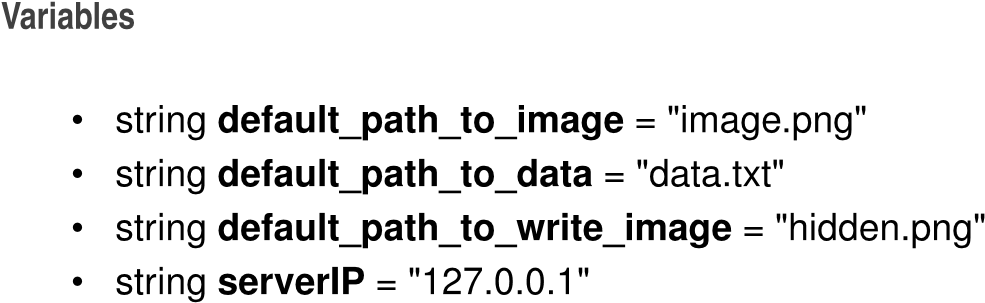 Variables
• string default_path_to_image = "image.png"
• string default_path_to_data = "data.txt"
• string default_path_to_write_image = "hidden.png"
• string serverIP = "127.0.0.1"